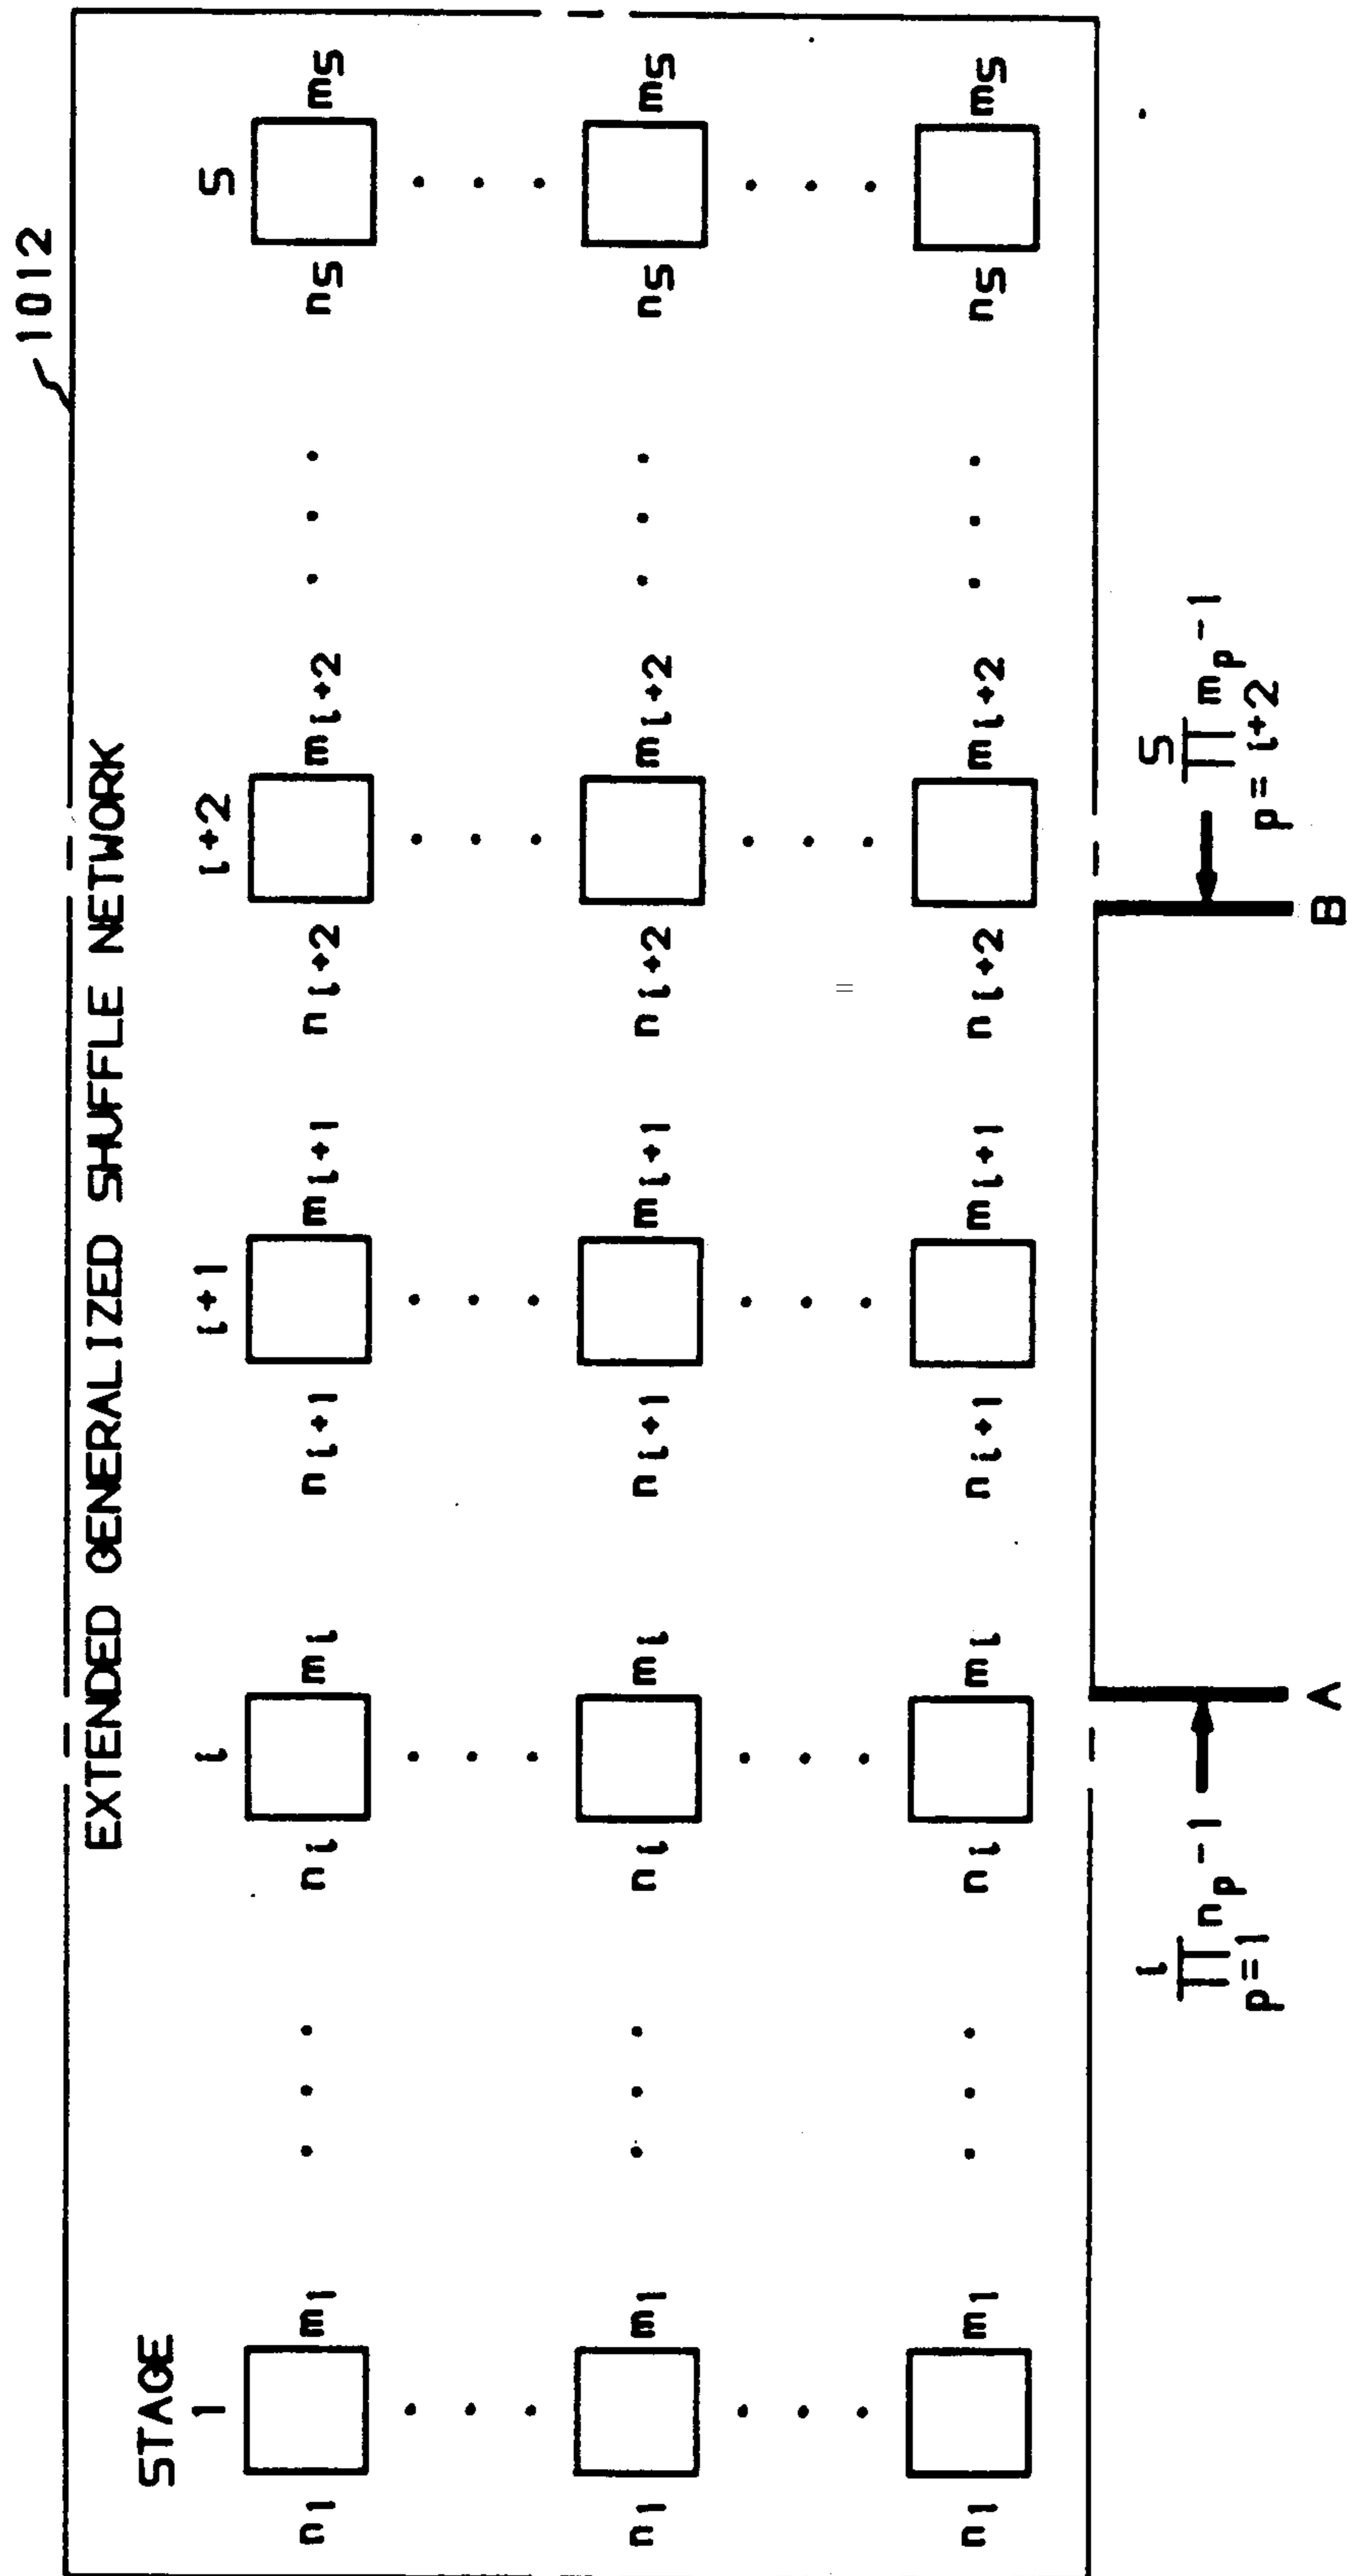 1012
EXTENDED GENERALIZED SHUFFLE NETWORK
STAGE
1 i i+1 i+2 S
n1 m1 ni mi ni+1 mi+1 ni+2 mi+2 nS mS
n1 m1 ni mi ni+1 mi+1 ni+2 mi+2 nS mS
n1 m1 ni mi ni+1 mi+1 ni+2 mi+2 nS mS
i S
∏ np -1 ∏ mp -1
p=1 p= i+2
A B